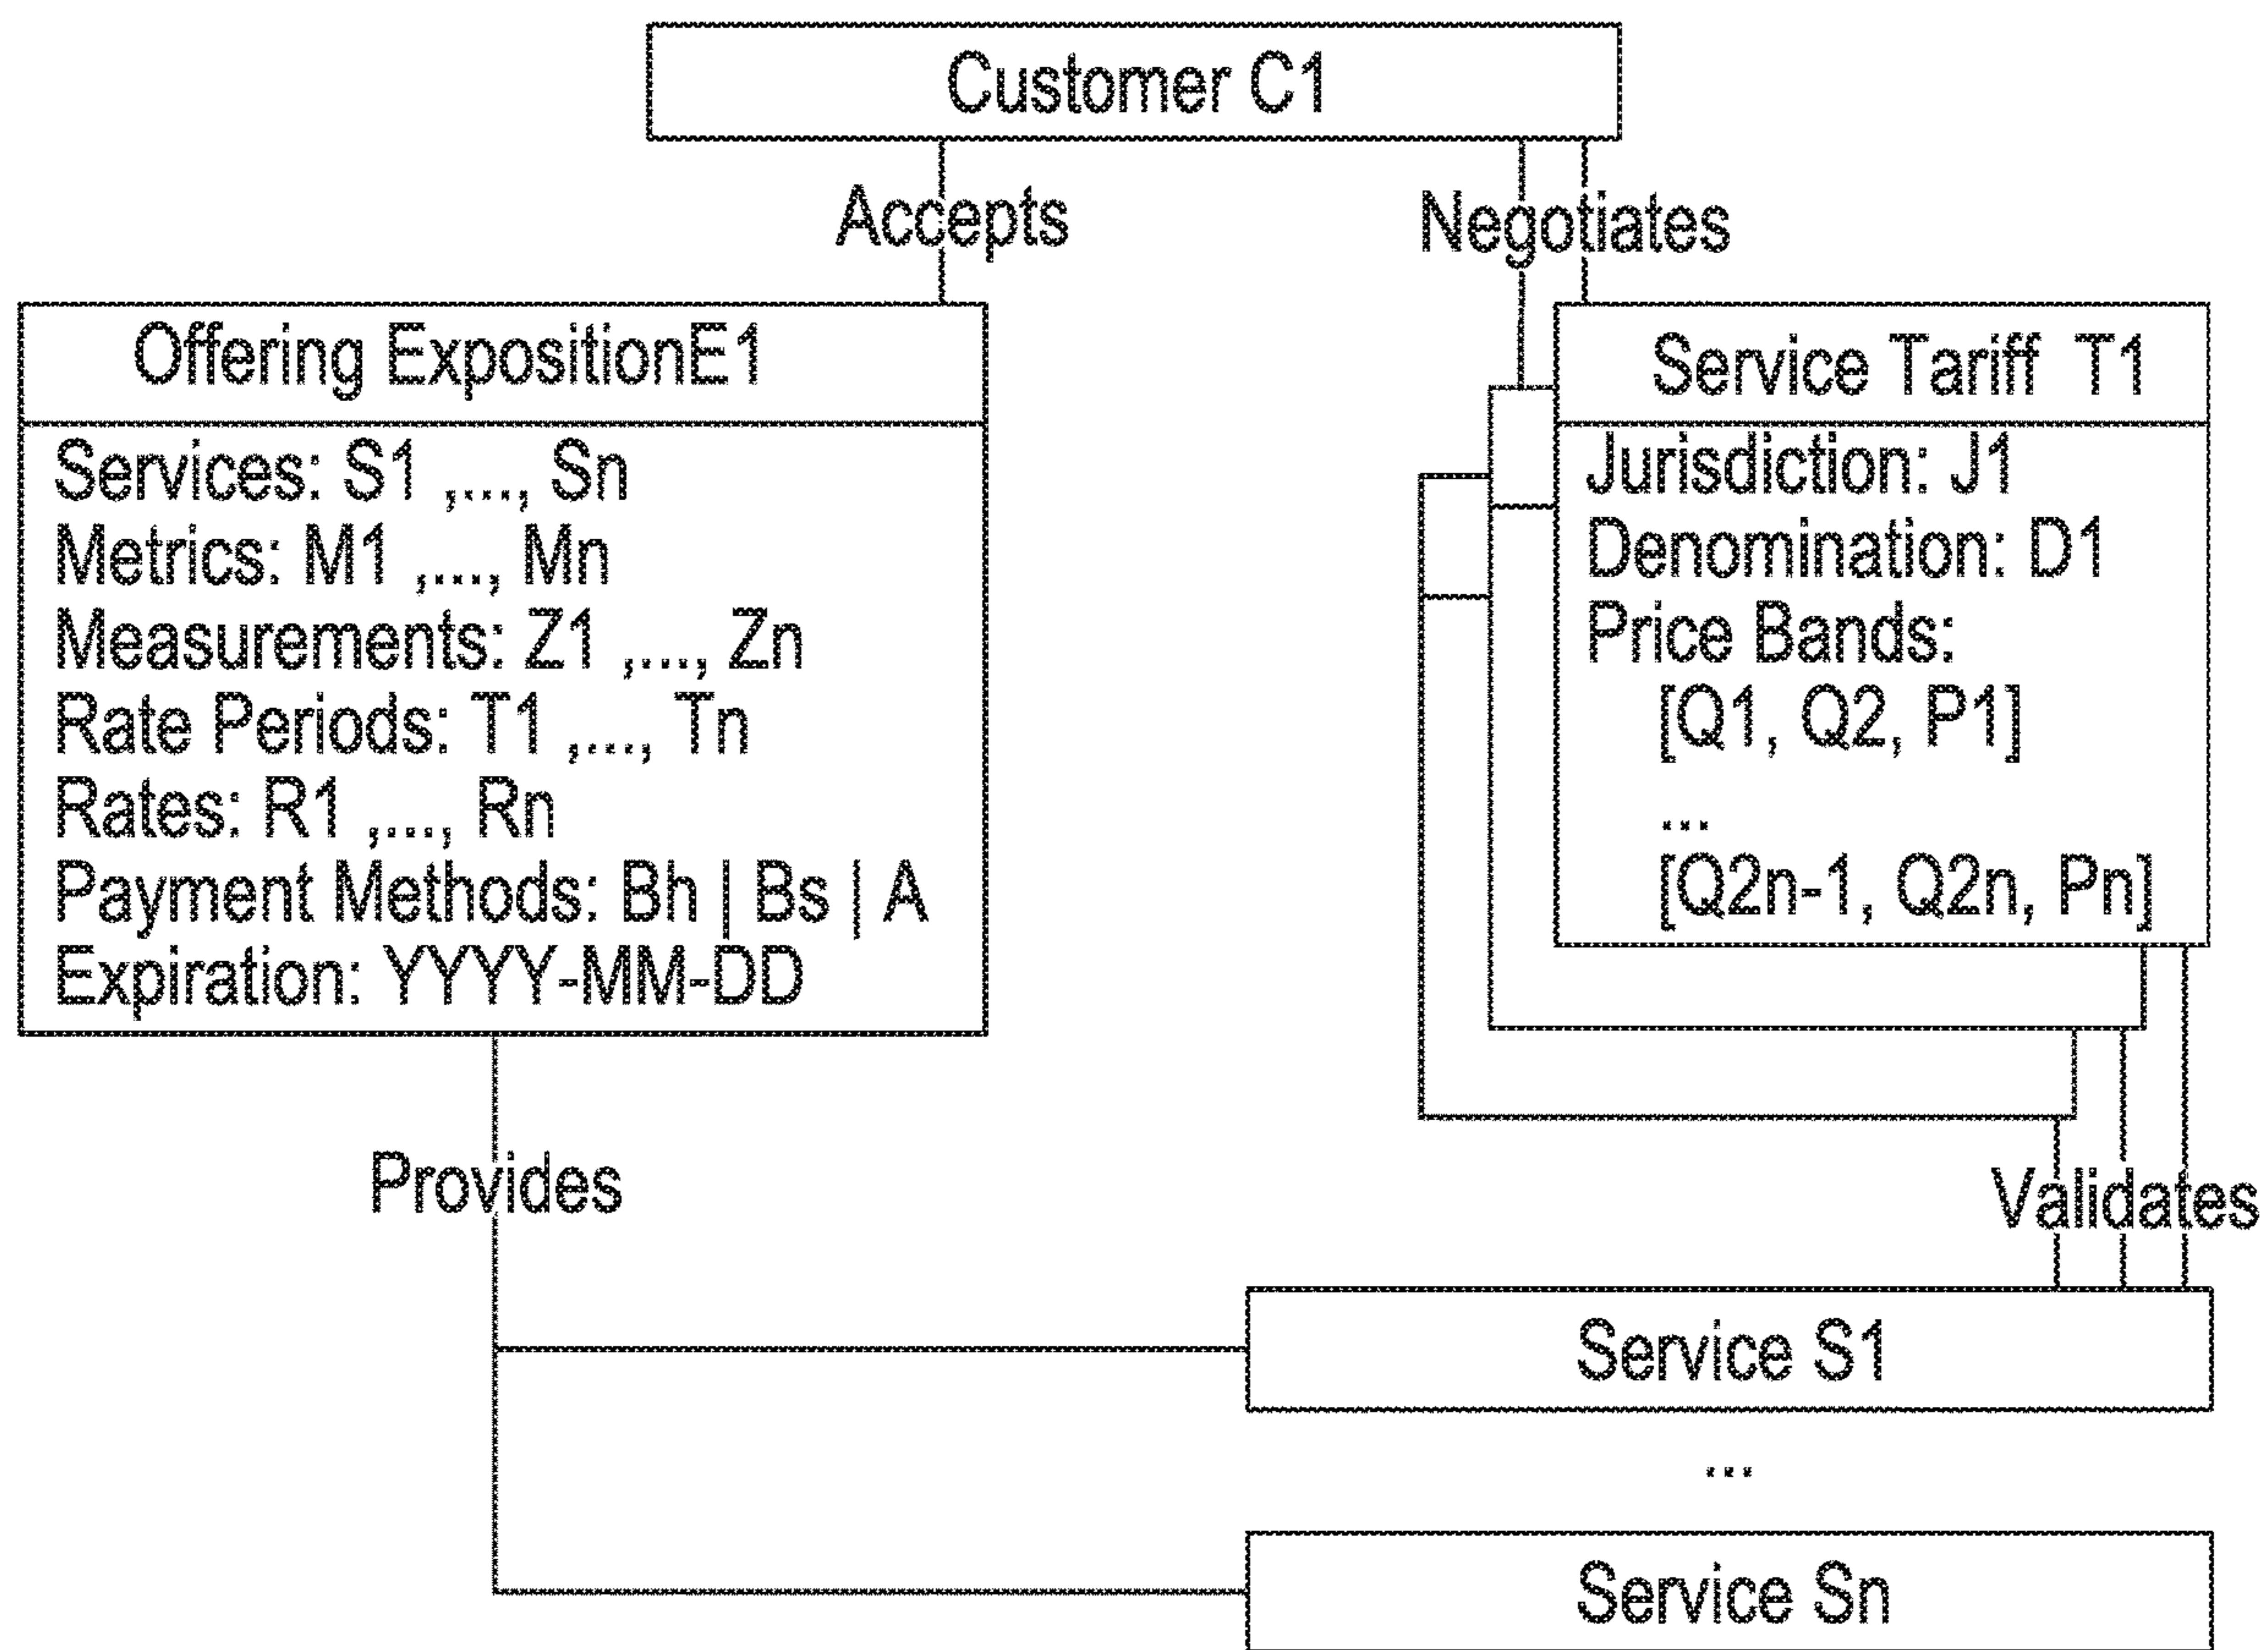 Customer C1
Accepts
Negotiates
Offering ExpositionE1
Services: S1 ,..., Sn
Metrics: M1 ,..., Mn
Measurements: Z1 ,..., Zn
Rate Periods: T1 ,..., Tn
Rates: R1 ,..., Rn
Payment Methods: Bh | Bs | A
Expiration: YYYY-MM-DD
Service Tariff T1
Jurisdiction: J1
Denomination: D1
Price Bands:
[Q1, Q2, P1]
...
[Q2n-1, Q2n, Pn]
Provides
Validates
Service S1
...
Service Sn